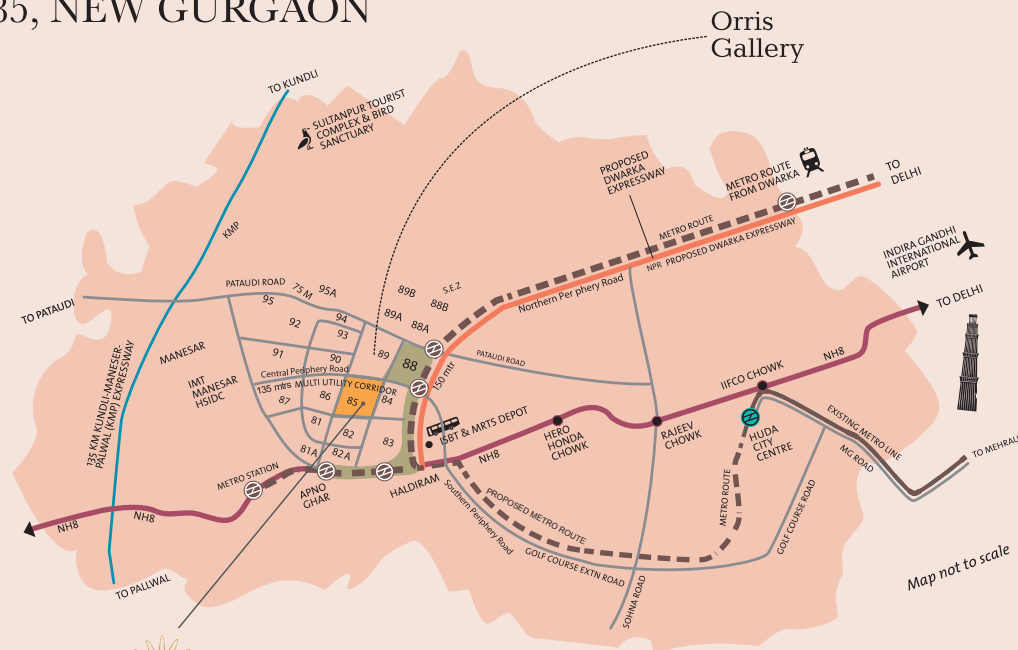 35, NEW GURGAON
Orris
Gallery
TO KUNDLI
SULTANPUR TOURIST
COMPLEX & BIRD
SANCTUARY
KMP
PROPOSED
DWARKA
EXPRESSWAY
METRO ROUTE
FROM DWARKA
TO
DELHI
METRO ROUTE
NPR PROPOSED DWARKA EXPRESSWAY
Northern Per phery Road
INDIRA GANDHI
INTERNATIONAL
AIRPORT
TO DELHI
TO PATAUDI
PATAUDI ROAD
75 M
95A
95
94
93
92
91
90
89B
S.E.Z
88B
89A
88A
89
88
PATAUDI ROAD
150 mtr
MANESAR
IMT
MANESAR
HSIDC
135 KM KUNDLI-MANESER-
PALWAL (KMP) EXPRESSWAY
Central Periphery Road
135 mtrs MULTI UTILITY CORRIDOR
87
86
85
84
81
82
83
81A
82A
ISBT & MRTS DEPOT
HERO
HONDA
CHOWK
RAJEEV
CHOWK
IIFCO CHOWK
NH8
HUDA
CITY
CENTRE
EXISTING METRO LINE
MG ROAD
TO MEHRAL
METRO STATION
APNO
GHAR
HALDIRAM
NH8
NH8
NH8
Southern Periphery Road
PROPOSED METRO ROUTE
GOLF COURSE EXTN ROAD
METRO ROUTE
GOLF COURSE ROAD
SOHNA ROAD
TO PALLWAL
Map not to scale